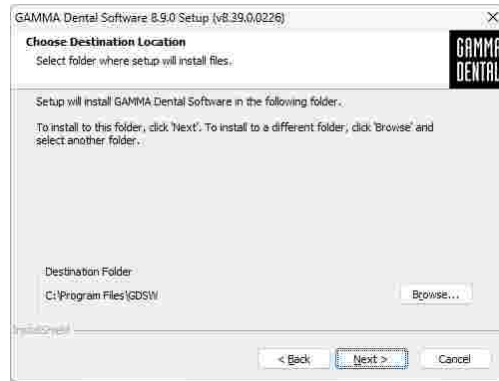 GAMMA Dental Software 8.9.0 Setup (v8.39.0.0226)
Choose Destination Location
Select folder where setup will install files.
GAMMA
DENTAL
Setup will install GAMMA Dental Software in the following folder.
To install to this folder, click 'Next'. To install to a different folder, click 'Browse' and
select another folder.
Destination Folder
C:\Program Files\GDSW
Browse...
InstallShield
< Back
Next >
Cancel